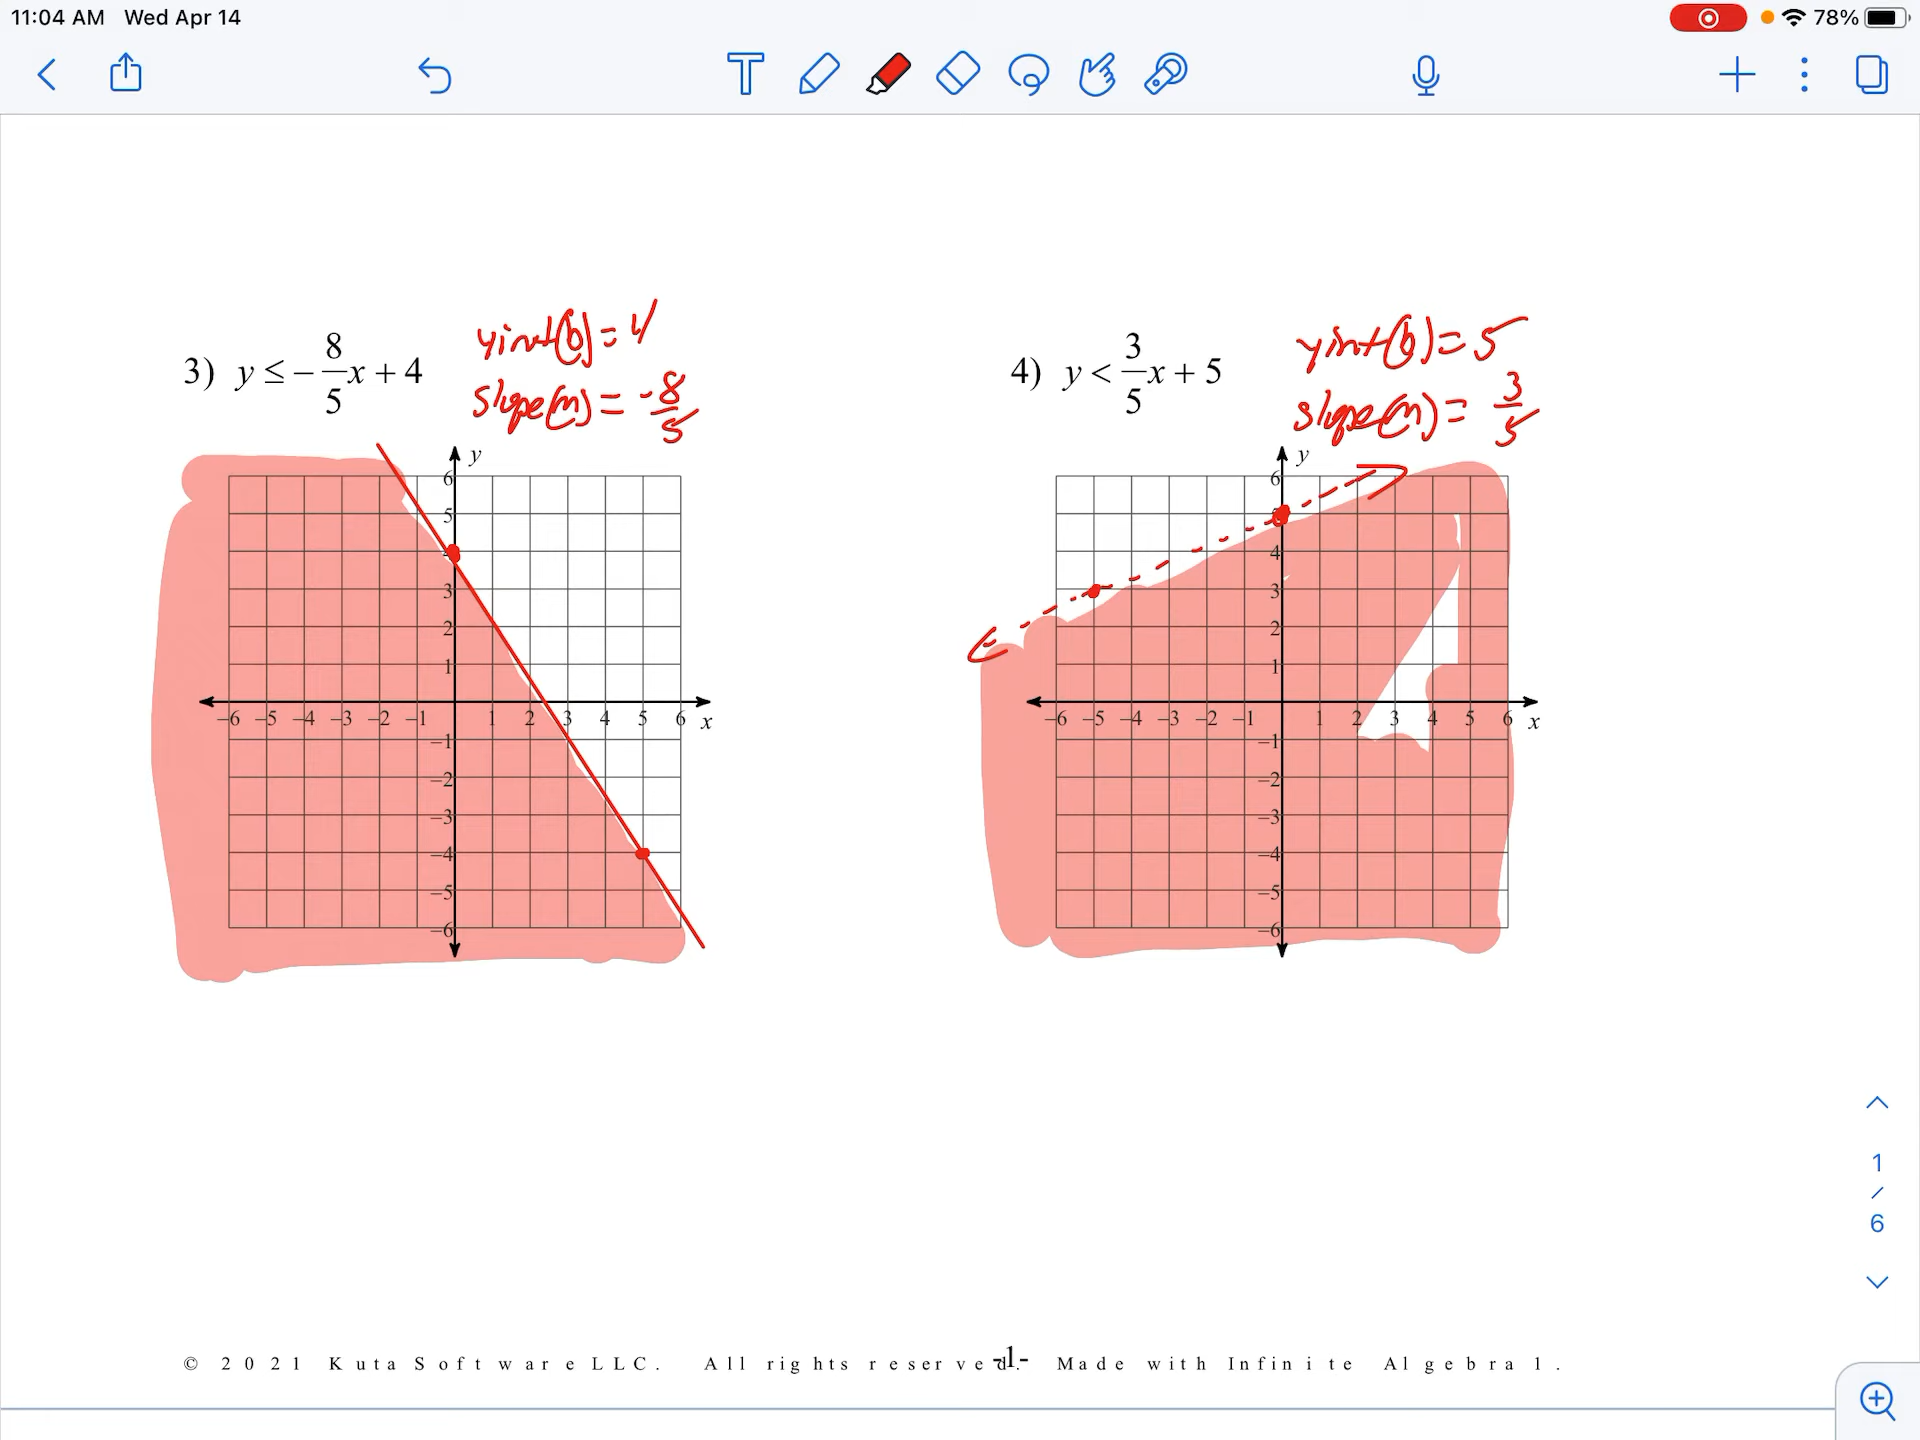 11:04 AM Wed Apr 14
78%
3) y ≤ -8/5x + 4
yint(b) = 4
slope(m) = -8/5
4) y < 3/5x + 5
yint(b) = 5
slope(m) = 3/5
y
6
5
4
3
2
1
-6 -5 -4 -3 -2 -1 1 2 3 4 5 6 x
-1
-2
-3
-4
-5
-6
y
6
4
3
2
1
-6 -5 -4 -3 -2 -1 1 2 3 4 5 6 x
-1
-2
-3
-4
-5
-6
1
/
6
© 2021 Kuta Software LLC. All rights reserved. -1- Made with Infinite Algebra 1.